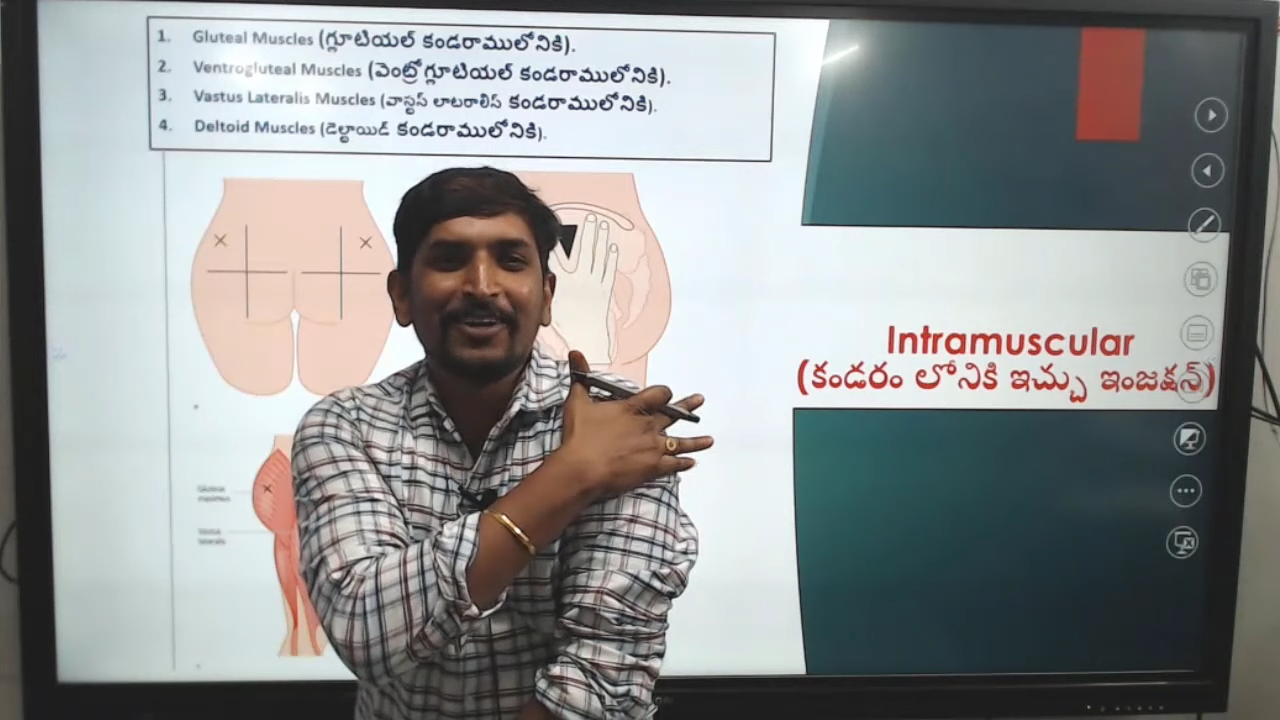 1. Gluteal Muscles (గ్లూటియల్ కండరాములోనికి).
2. Ventrogluteal Muscles (వెంట్రోగ్లూటియల్ కండరాములోనికి).
3. Vastus Lateralis Muscles (వాస్టస్ లాటరాలిస్ కండరాములోనికి).
4. Deltoid Muscles (డెల్టాయిడ్ కండరాములోనికి).
Intramuscular
(కండరం లోనికి ఇచ్చు ఇంజక్షన్)